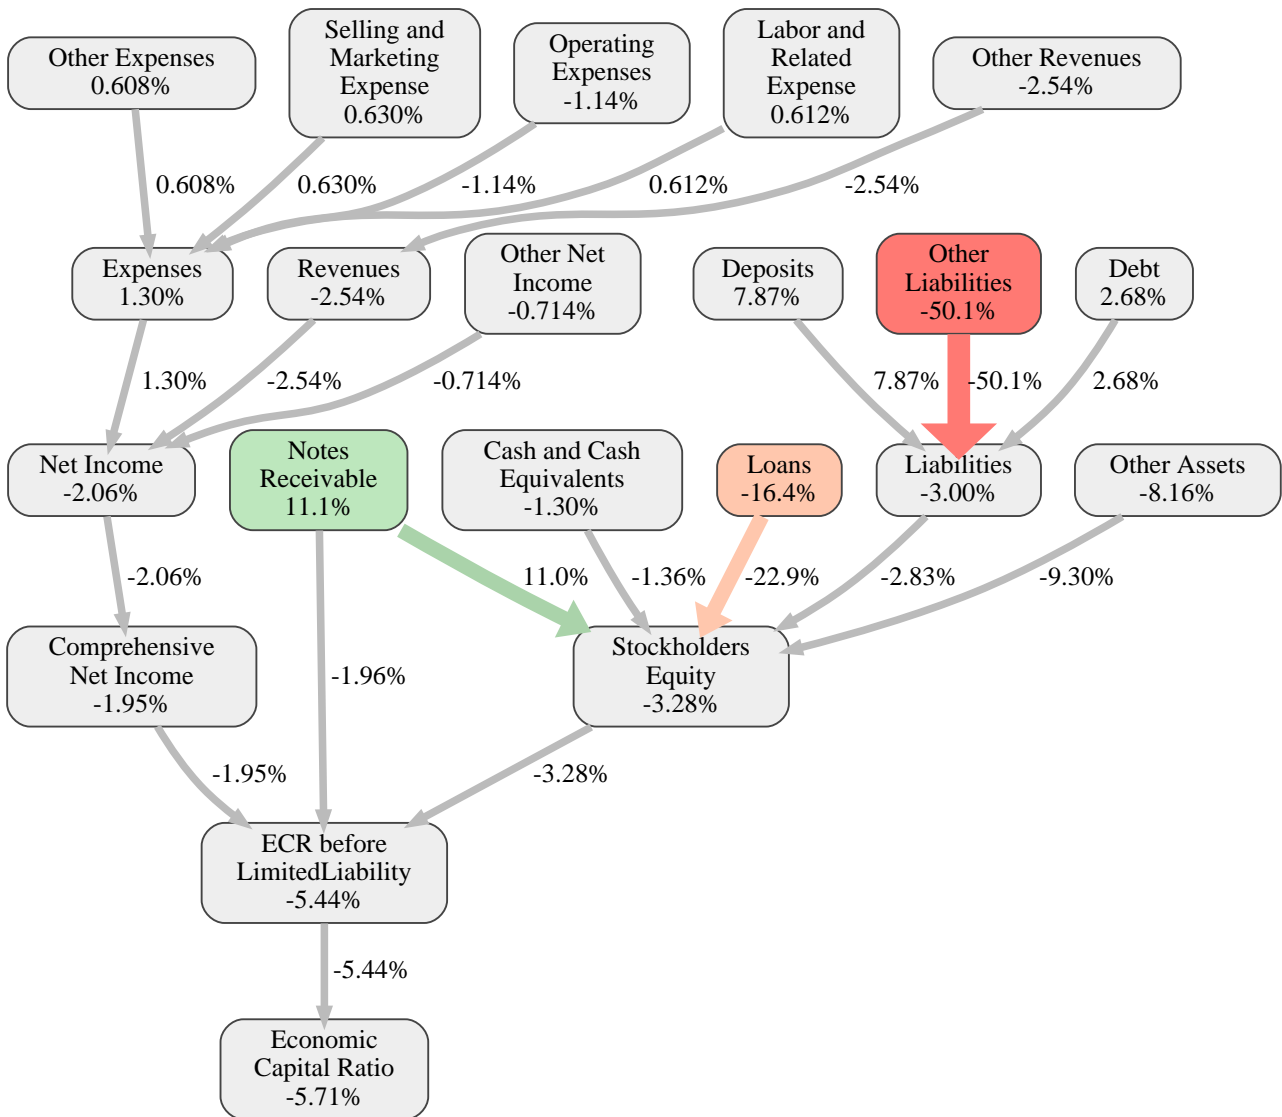 Other Expenses
0.608%
Selling and
Marketing
Expense
0.630%
Operating
Expenses
-1.14%
Labor and
Related
Expense
0.612%
Other Revenues
-2.54%
0.608%
0.630%
-1.14%
0.612%
-2.54%
Expenses
1.30%
Revenues
-2.54%
Other Net
Income
-0.714%
Deposits
7.87%
Other
Liabilities
-50.1%
Debt
2.68%
1.30%
-2.54%
-0.714%
7.87%
-50.1%
2.68%
Net Income
-2.06%
Notes
Receivable
11.1%
Cash and Cash
Equivalents
-1.30%
Loans
-16.4%
Liabilities
-3.00%
Other Assets
-8.16%
-2.06%
11.0%
-1.36%
-22.9%
-2.83%
-9.30%
Comprehensive
Net Income
-1.95%
-1.96%
Stockholders
Equity
-3.28%
-1.95%
-3.28%
ECR before
LimitedLiability
-5.44%
-5.44%
Economic
Capital Ratio
-5.71%